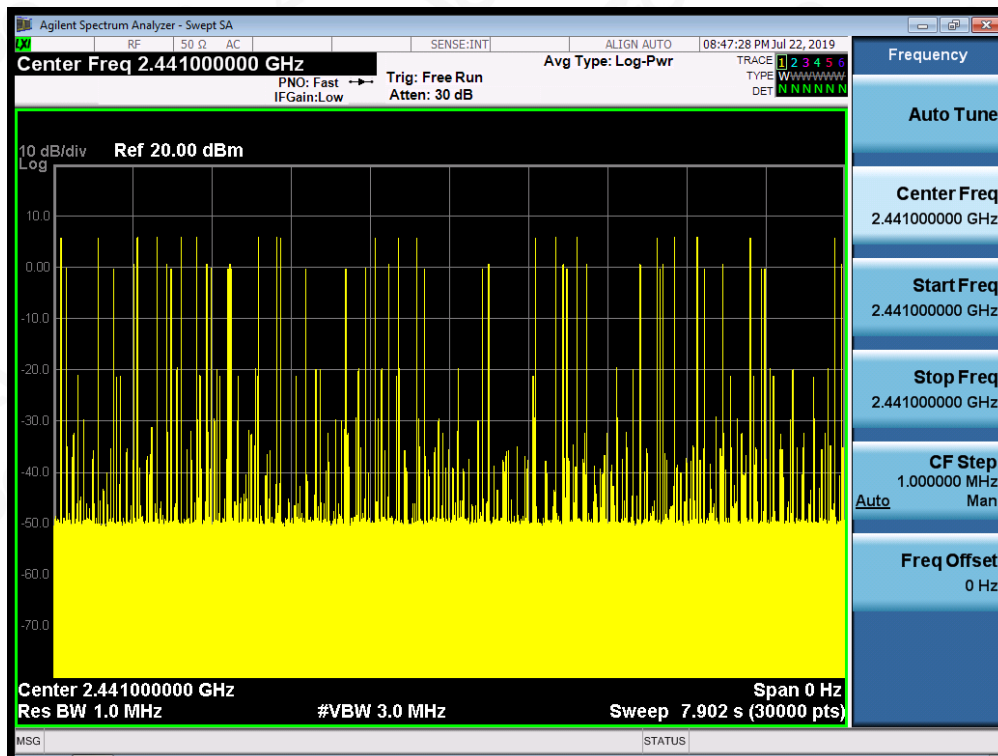 Agilent Spectrum Analyzer - Swept SA
LXI RF 50 Ω AC SENSE:INT ALIGN AUTO 08:47:28 PM Jul 22, 2019
Center Freq 2.441000000 GHz
PNO: Fast
IFGain:Low
Trig: Free Run
Atten: 30 dB
Avg Type: Log-Pwr
TRACE 1 2 3 4 5 6
TYPE W
DET N N N N N N
10 dB/div
Log
Ref 20.00 dBm
10.0
0.00
-10.0
-20.0
-30.0
-40.0
-50.0
-60.0
-70.0
Center 2.441000000 GHz
Span 0 Hz
Res BW 1.0 MHz
#VBW 3.0 MHz
Sweep 7.902 s (30000 pts)
MSG
STATUS
Frequency
Auto Tune
Center Freq
2.441000000 GHz
Start Freq
2.441000000 GHz
Stop Freq
2.441000000 GHz
CF Step
1.000000 MHz
Auto Man
Freq Offset
0 Hz